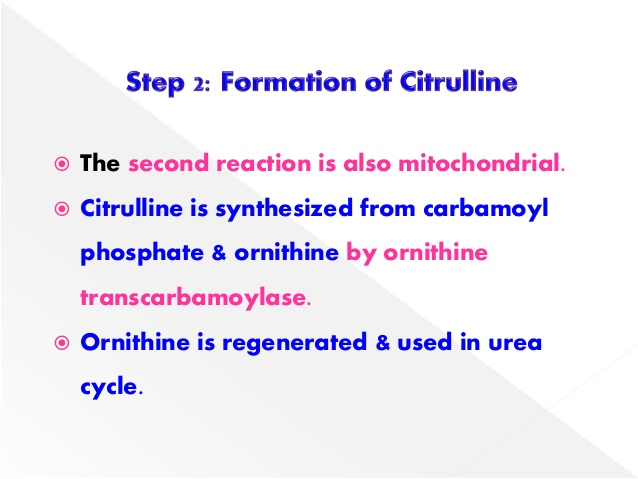 Step 2: Formation of Citrulline
The second reaction is also mitochondrial.
Citrulline is synthesized from carbamoyl
phosphate & ornithine by ornithine
transcarbamoylase.
Ornithine is regenerated & used in urea
cycle.